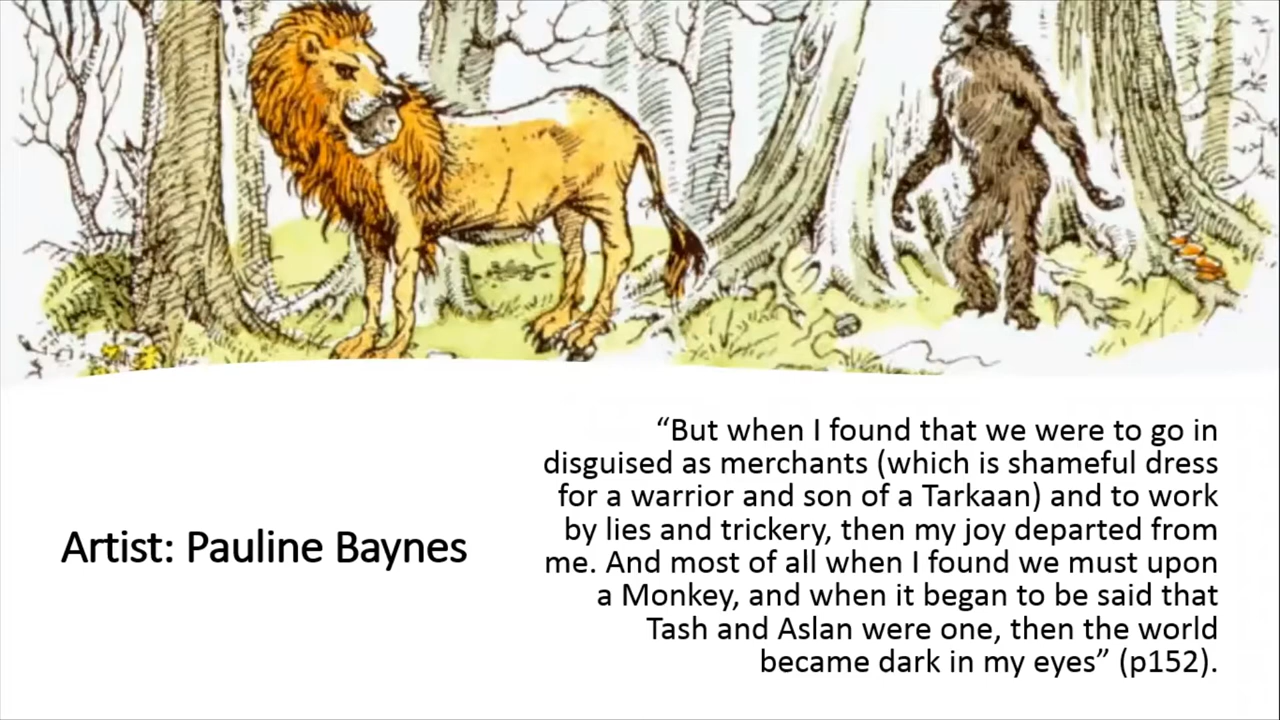 Artist: Pauline Baynes
“But when I found that we were to go in
disguised as merchants (which is shameful dress
for a warrior and son of a Tarkaan) and to work
by lies and trickery, then my joy departed from
me. And most of all when I found we must upon
a Monkey, and when it began to be said that
Tash and Aslan were one, then the world
became dark in my eyes” (p152).